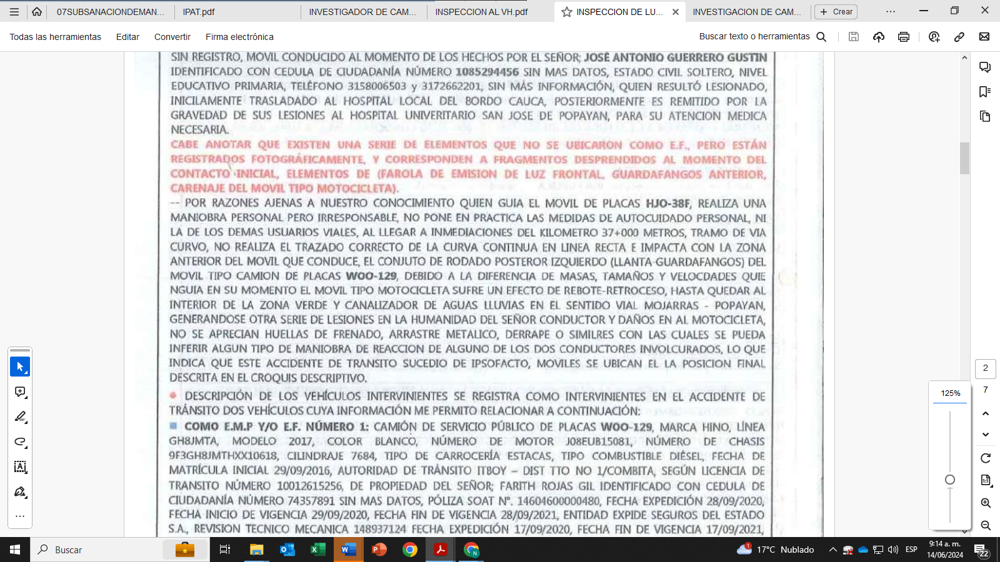 07SUBSANACIONDEMAN...
IPAT.pdf
INVESTIGADOR DE CAM...
INSPECCION AL VH.pdf
INSPECCION DE LU...
INVESTIGACION DE CAM...
Crear
Todas las herramientas
Editar
Convertir
Firma electrónica
Buscar texto o herramientas
SIN REGISTRO, MOVIL CONDUCIDO AL MOMENTO DE LOS HECHOS POR EL SEÑOR; JOSÉ ANTONIO GUERRERO GUSTIN
IDENTIFICADO CON CEDULA DE CIUDADANÍA NÚMERO 1085294456 SIN MAS DATOS, ESTADO CIVIL SOLTERO, NIVEL
EDUCATIVO PRIMARIA, TELÉFONO 3158006503 y 3172662201, SIN MÁS INFORMACIÓN, QUIEN RESULTÓ LESIONADO,
INICILAMENTE TRASLADADO AL HOSPITAL LOCAL DEL BORDO CAUCA, POSTERIORMENTE ES REMITIDO POR LA
GRAVEDAD DE SUS LESIONES AL HOSPITAL UNIVERITARIO SAN JOSE DE POPAYAN, PARA SU ATENCION MEDICA
NECESARIA.
CABE ANOTAR QUE EXISTEN UNA SERIE DE ELEMENTOS QUE NO SE UBICARON COMO E.F., PERO ESTÁN
REGISTRADOS FOTOGRÁFICAMENTE, Y CORRESPONDEN A FRAGMENTOS DESPRENDIDOS AL MOMENTO DEL
CONTACTO INICIAL, ELEMENTOS DE (FAROLA DE EMISION DE LUZ FRONTAL, GUARDAFANGOS ANTERIOR,
CARENAJE DEL MOVIL TIPO MOTOCICLETA).
-- POR RAZONES AJENAS A NUESTRO CONOCIMIENTO QUIEN GUIA EL MOVIL DE PLACAS HJO-38F, REALIZA UNA
MANIOBRA PERSONAL PERO IRRESPONSABLE, NO PONE EN PRACTICA LAS MEDIDAS DE AUTOCUIDADO PERSONAL, NI
LA DE LOS DEMAS USUARIOS VIALES, AL LLEGAR A INMEDIACIONES DEL KILOMETRO 37+000 METROS, TRAMO DE VIA
CURVO, NO REALIZA EL TRAZADO CORRECTO DE LA CURVA CONTINUA EN LINEA RECTA E IMPACTA CON LA ZONA
ANTERIOR DEL MOVIL QUE CONDUCE, EL CONJUTO DE RODADO POSTEROR IZQUIERDO (LLANTA-GUARDAFANGOS) DEL
MOVIL TIPO CAMION DE PLACAS WOO-129, DEBIDO A LA DIFERENCIA DE MASAS, TAMAÑOS Y VELOCDADES QUIE
NGUIA EN SU MOMENTO EL MOVIL TIPO MOTOCICLETA SUFRE UN EFECTO DE REBOTE-RETROCESO, HASTA QUEDAR AL
INTERIOR DE LA ZONA VERDE Y CANALIZADOR DE AGUAS LLUVIAS EN EL SENTIDO VIAL MOJARRAS - POPAYAN,
GENERANDOSE OTRA SERIE DE LESIONES EN LA HUMANIDAD DEL SEÑOR CONDUCTOR Y DAÑOS EN AL MOTOCICLETA,
NO SE APRECIAN HUELLAS DE FRENADO, ARRASTRE METALICO, DERRAPE O SIMILRES CON LAS CUALES SE PUEDA
INFERIR ALGUN TIPO DE MANIOBRA DE REACCION DE ALGUNO DE LOS DOS CONDUCTORES INVOLCURADOS, LO QUE
INDICA QUE ESTE ACCIDENTE DE TRANSITO SUCEDIO DE IPSOFACTO, MOVILES SE UBICAN EL LA POSICION FINAL
DESCRITA EN EL CROQUIS DESCRIPTIVO.
DESCRIPCIÓN DE LOS VEHÍCULOS INTERVINIENTES SE REGISTRA COMO INTERVINIENTES EN EL ACCIDENTE DE
TRÁNSITO DOS VEHÍCULOS CUYA INFORMACIÓN ME PERMITO RELACIONAR A CONTINUACIÓN:
COMO E.M.P Y/O E.F. NÚMERO 1: CAMIÓN DE SERVICIO PÚBLICO DE PLACAS WOO-129, MARCA HINO, LÍNEA
GH8JMTA, MODELO 2017, COLOR BLANCO, NÚMERO DE MOTOR J08EUB15081, NÚMERO DE CHASIS
9F3GH8JMTHXX10618, CILINDRAJE 7684, TIPO DE CARROCERÍA ESTACAS, TIPO COMBUSTIBLE DIÉSEL, FECHA DE
MATRÍCULA INICIAL 29/09/2016, AUTORIDAD DE TRÁNSITO ITBOY – DIST TTO NO 1/COMBITA, SEGÚN LICENCIA DE
TRANSITO NÚMERO 10012615256, DE PROPIEDAD DEL SEÑOR; FARITH ROJAS GIL IDENTIFICADO CON CEDULA DE
CIUDADANÍA NÚMERO 74357891 SIN MAS DATOS, PÓLIZA SOAT N°. 14604600000480, FECHA EXPEDICIÓN 28/09/2020,
FECHA INICIO DE VIGENCIA 29/09/2020, FECHA FIN DE VIGENCIA 28/09/2021, ENTIDAD EXPIDE SEGUROS DEL ESTADO
S.A., REVISION TECNICO MECANICA 148937124 FECHA EXPEDICIÓN 17/09/2020, FECHA FIN DE VIGENCIA 17/09/2021,
2
7
125%
Buscar
17°C Nublado
ESP
9:14 a. m.
14/06/2024
22